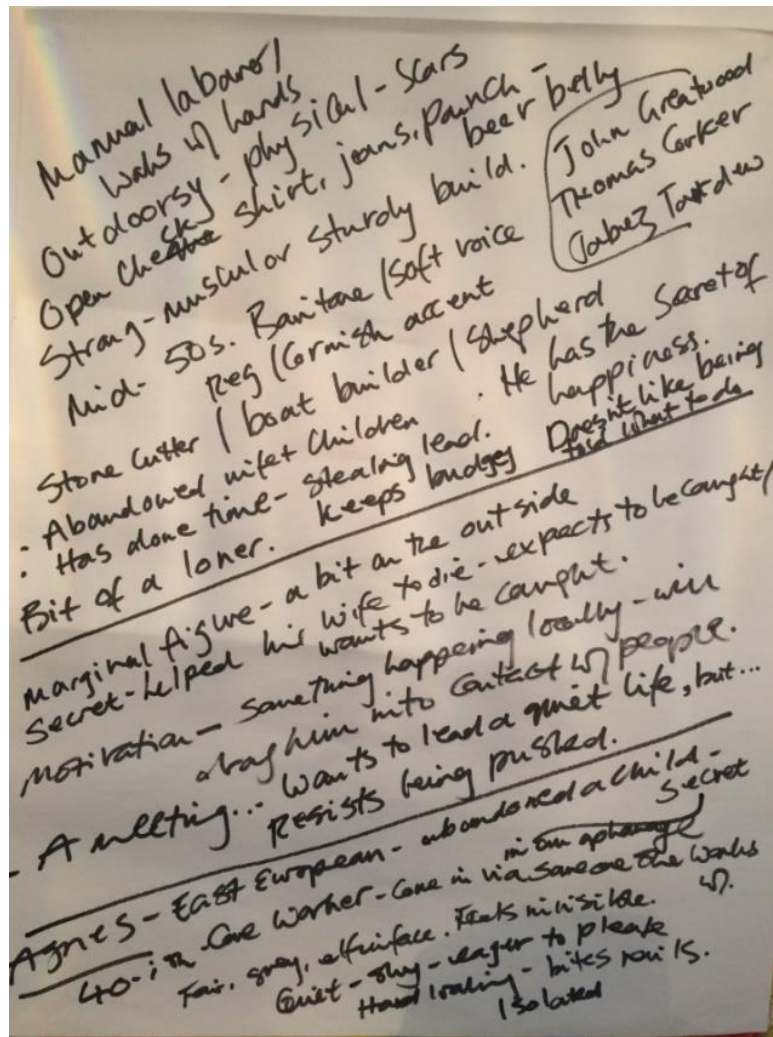 Manual labourer/
works w/ hands
Outdoorsy - physical - scars
Open check shirt, jeans, paunch -
beer belly
Strong - muscular sturdy build.
Mid - 50s. Baritone / soft voice
Reg / Cornish accent
John Greatwood
Thomas Corker
Jabez
Stone Cutter / boat builder / shepherd
- Abandoned wife + children. He has the secret of
happiness.
- Has done time - stealing lead.
Doesn't like being
told what to do
Bit of a loner. Keeps budgies
Marginal figure - a bit on the outside
Secret - helped his wife to die - expects to be caught/
wants to be caught.
Motivation - something happening locally - will
drag him into contact w/ people.
- A meeting... wants to lead a quiet life, but...
Resists being pushed.
Agnes - East European - abandoned a child -
secret
in an orphanage
40-ish. Care worker - came in via someone she works
w/.
Fair, grey, elfin face. Feels invisible.
Quiet - shy - eager to please
Hard - bites nails.
Isolated